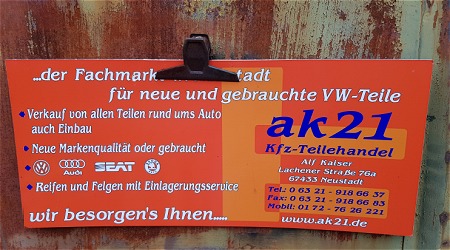 ...der Fachmark stadt
für neue und gebrauchte VW-Teile
Verkauf von allen Teilen rund ums Auto
auch Einbau
Neue Markenqualität oder gebraucht
Audi SEAT
Reifen und Felgen mit Einlagerungsservice
wir besorgen's Ihnen.....
ak21
Kfz-Teilehandel
Alf Kaiser
Lachener Straße 76a
67433 Neustadt
Tel.: 0 63 21 - 918 66 37
Fax: 0 63 21 - 918 66 83
Mobil: 01 72 - 76 26 221
www.ak21.de